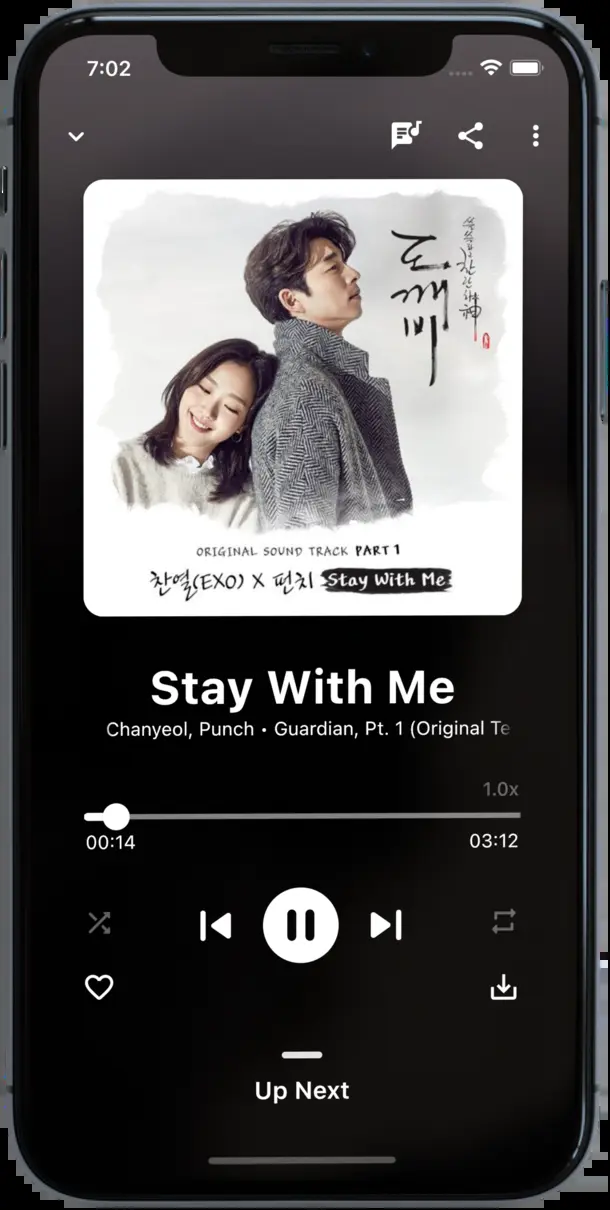 7:02
도깨비
쓸쓸하고 찬란하神
ORIGINAL SOUND TRACK PART 1
찬열(EXO) X 펀치 Stay With Me
Stay With Me
Chanyeol, Punch • Guardian, Pt. 1 (Original Te
1.0x
00:14
03:12
Up Next